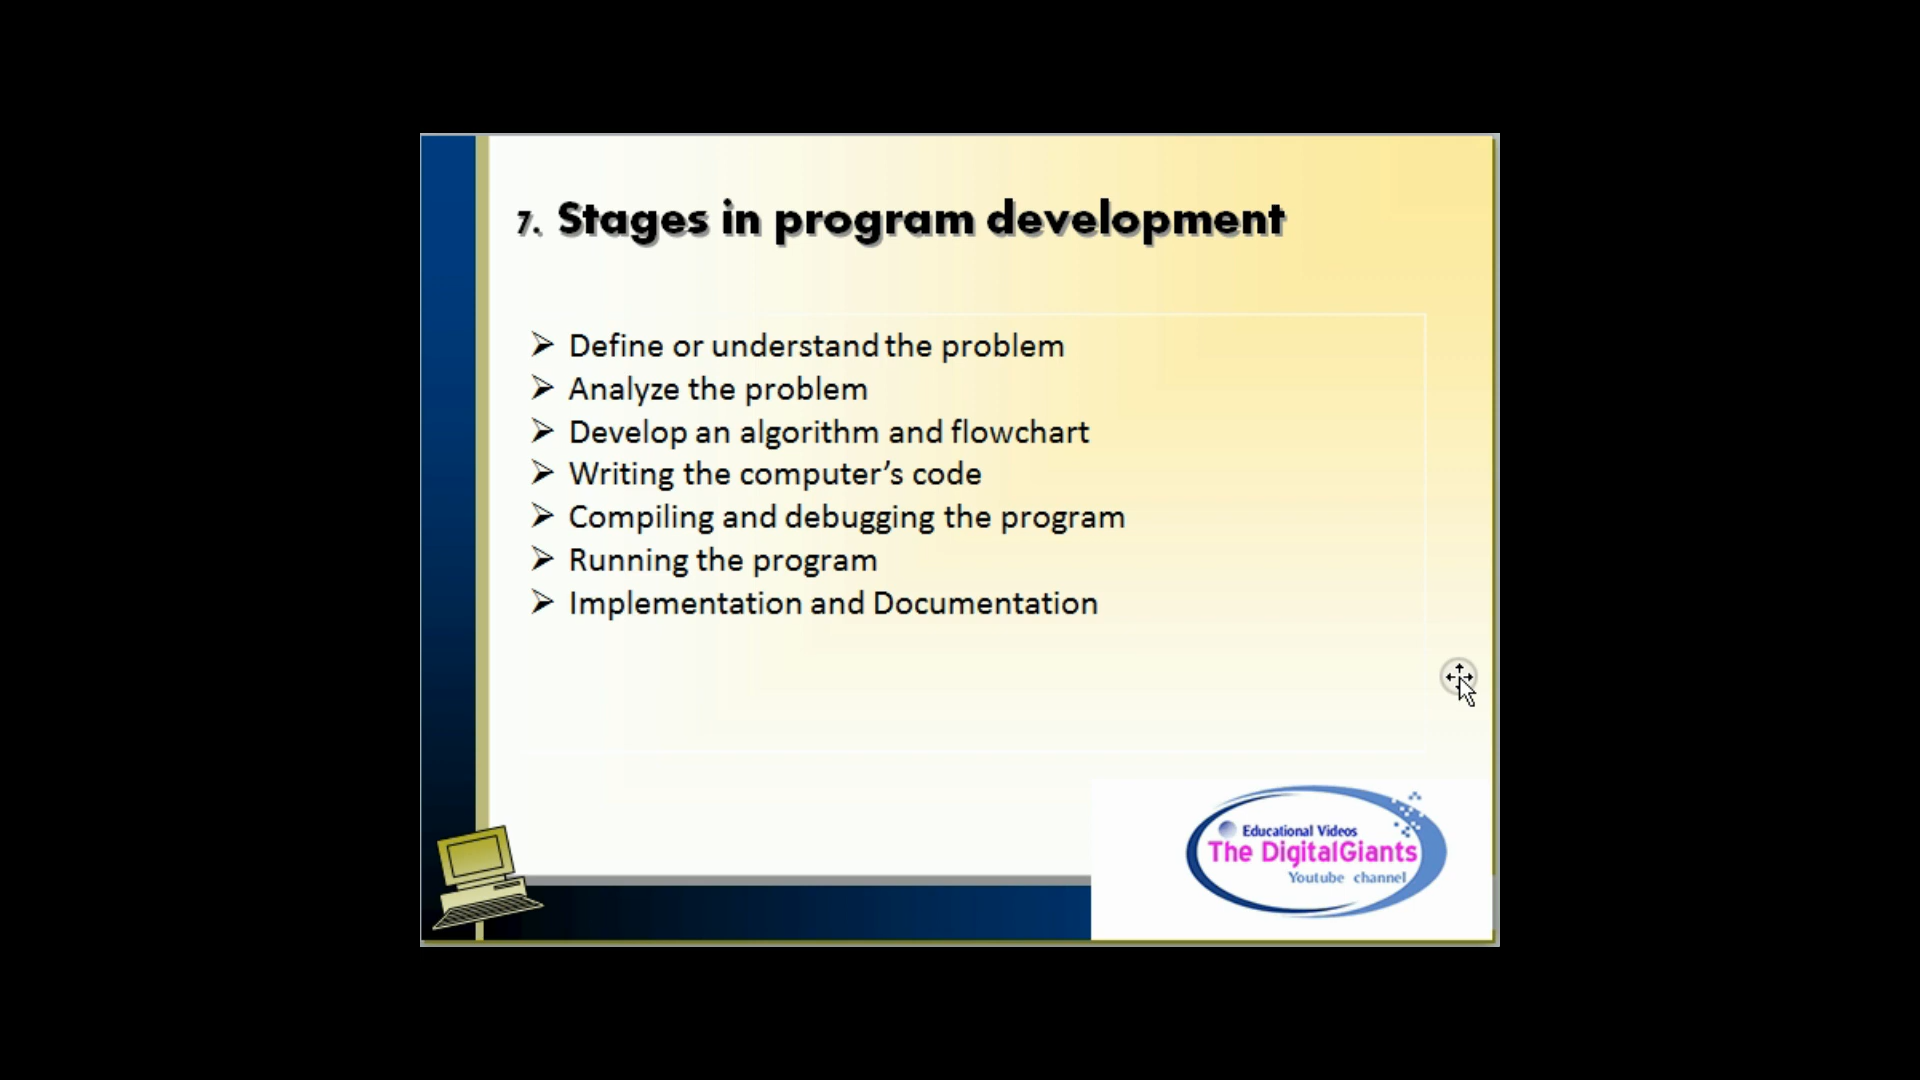 7. Stages in program development
➢ Define or understand the problem
➢ Analyze the problem
➢ Develop an algorithm and flowchart
➢ Writing the computer’s code
➢ Compiling and debugging the program
➢ Running the program
➢ Implementation and Documentation
Educational Videos
The DigitalGiants
Youtube channel